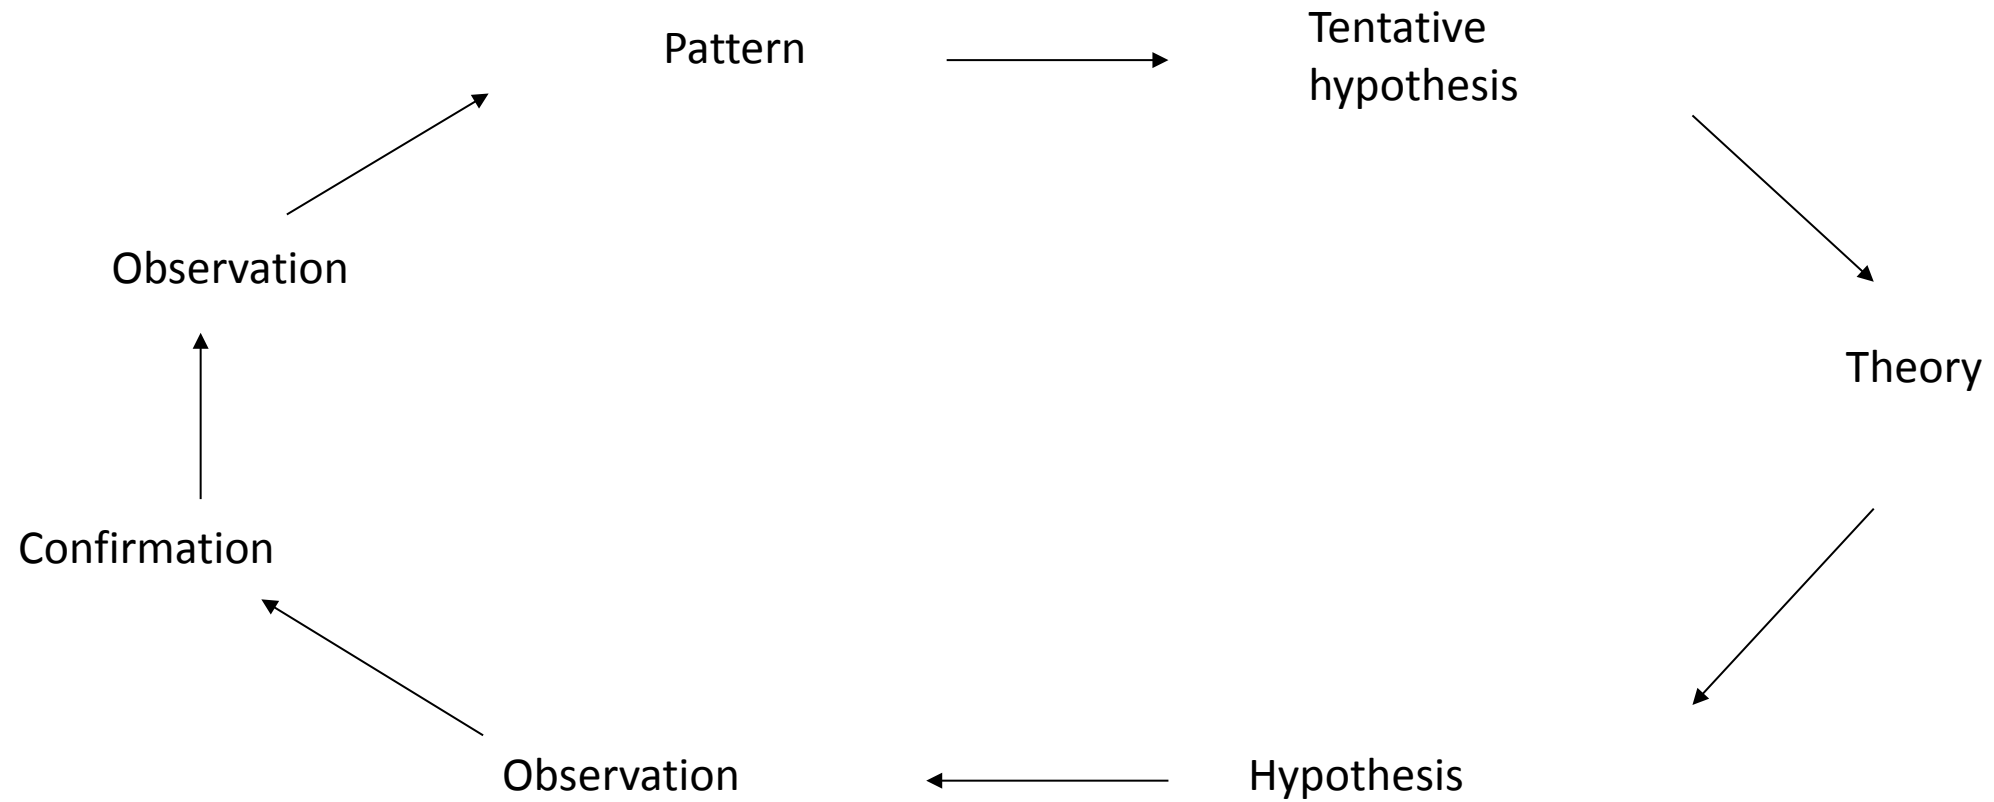 Pattern
Tentative
hypothesis
Observation
Theory
Confirmation
Observation
Hypothesis